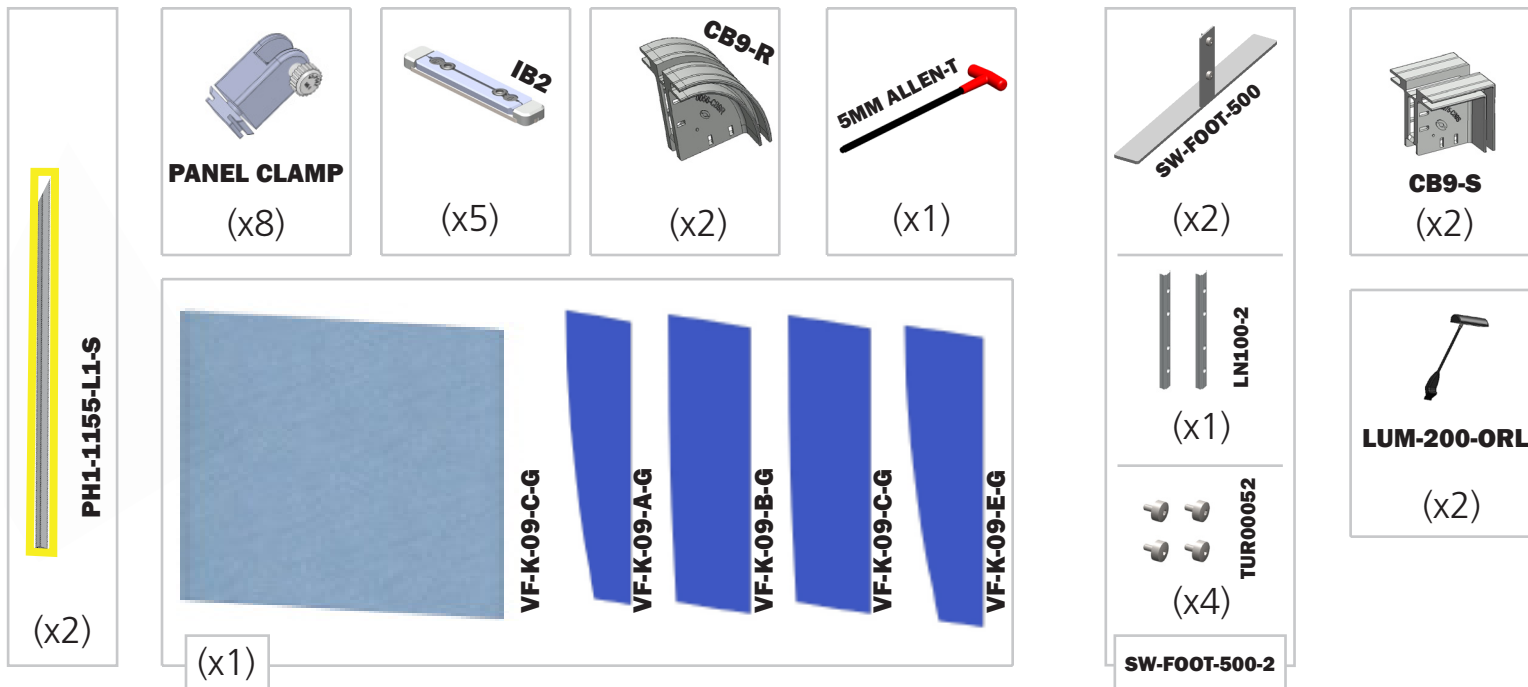 PH1-1155-L1-S
(x2)
PANEL CLAMP
(x8)
IB2
(x5)
CB9-R
(x2)
5MM ALLEN-T
(x1)
VF-K-09-C-G
VF-K-09-A-G
VF-K-09-B-G
VF-K-09-C-G
VF-K-09-E-G
(x1)
SW-FOOT-500
(x2)
LN100-2
(x1)
TUR00052
(x4)
SW-FOOT-500-2
CB9-S
(x2)
LUM-200-ORL
(x2)